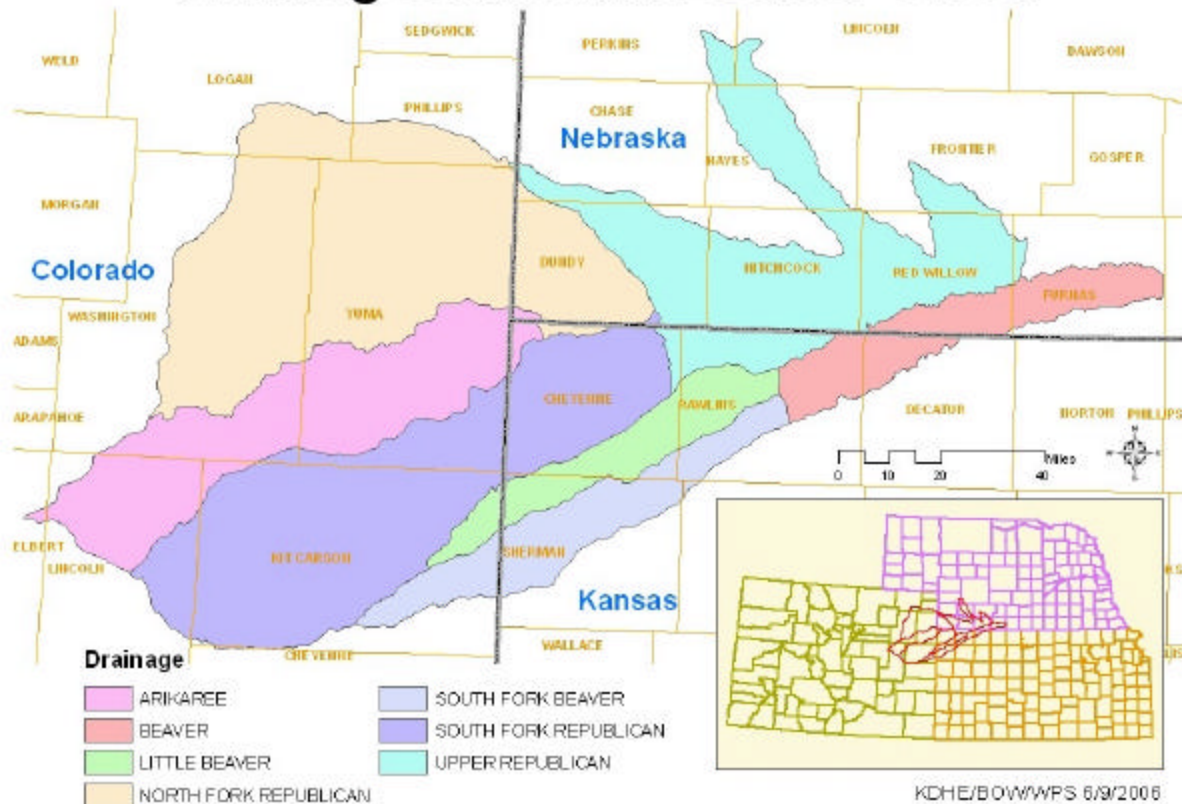 SEDGWICK
PERKINS
LINCOLN
DAWSON
WELD
LOGAN
PHILLIPS
CHASE
Nebraska
HAYES
FRONTIER
GOSPER
MORGAN
Colorado
DUNDY
HITCHCOCK
RED WILLOW
FURNAS
WASHINGTON
YUMA
ADAMS
ARAPAHOE
CHEYENNE
RAWLINS
DECATUR
NORTON
PHILLIPS
Miles
0 10 20 40
ELBERT
LINCOLN
KIT CARSON
SHERMAN
Kansas
CHEYENNE
WALLACE
Drainage
ARIKAREE
BEAVER
LITTLE BEAVER
NORTH FORK REPUBLICAN
SOUTH FORK BEAVER
SOUTH FORK REPUBLICAN
UPPER REPUBLICAN
KDHE/BOW/WPS 6/9/2006